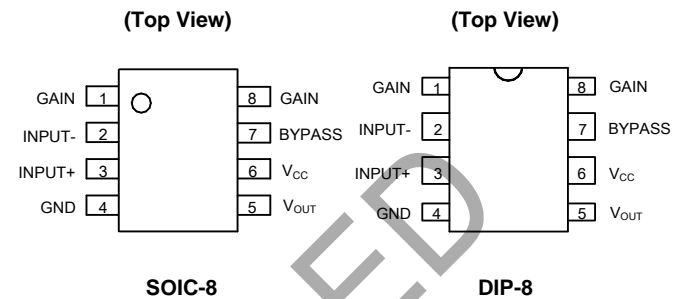 (Top View) (Top View)
GAIN 1 8 GAIN GAIN 1 8 GAIN
INPUT- 2 7 BYPASS INPUT- 2 7 BYPASS
INPUT+ 3 6 VCC INPUT+ 3 6 VCC
GND 4 5 VOUT GND 4 5 VOUT
SOIC-8 DIP-8